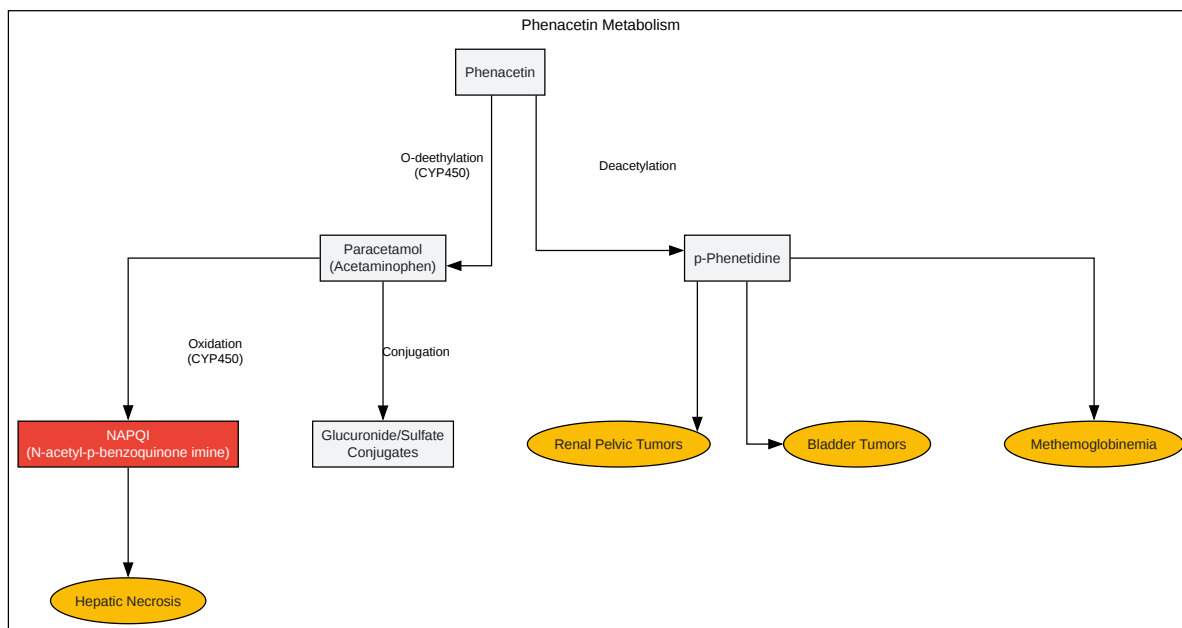 Phenacetin Metabolism
Phenacetin
O-deethylation
(CYP450)
Deacetylation
Paracetamol
(Acetaminophen)
p-Phenetidine
Oxidation
(CYP450)
Conjugation
NAPQI
(N-acetyl-p-benzoquinone imine)
Glucuronide/Sulfate
Conjugates
Renal Pelvic Tumors
Bladder Tumors
Methemoglobinemia
Hepatic Necrosis